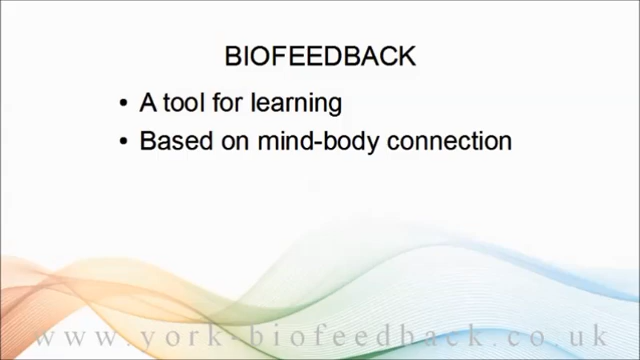 BIOFEEDBACK
• A tool for learning
• Based on mind-body connection
www.york-biofeedback.co.uk